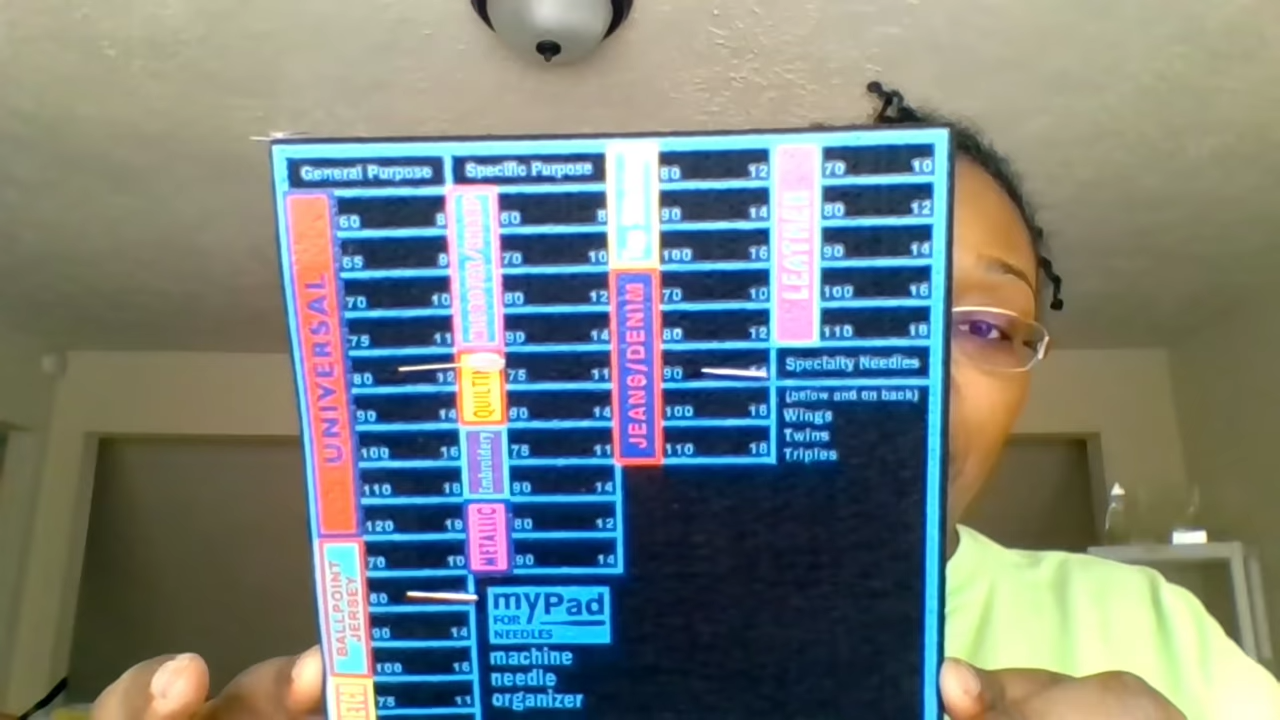 General Purpose
UNIVERSAL
60 8
65 9
70 10
75 11
80
90 14
100 16
110 18
120 19
BALLPOINT
JERSEY
70 10
80
90 14
100 16
75 11
Specific Purpose
60 8
70 10
80 12
90 14
QUILTI
75 11
90 14
Embroidery
75 11
90 14
METALLIC
80 12
90 14
80 12
90 14
100 16
JEANS/DENIM
70 10
80 12
90 14
100 16
110 18
LEATHER
70 10
80 12
90 14
100 16
110 18
Specialty Needles
(below and on back)
Wings
Twins
Triples
myPad
FOR
NEEDLES
machine
needle
organizer